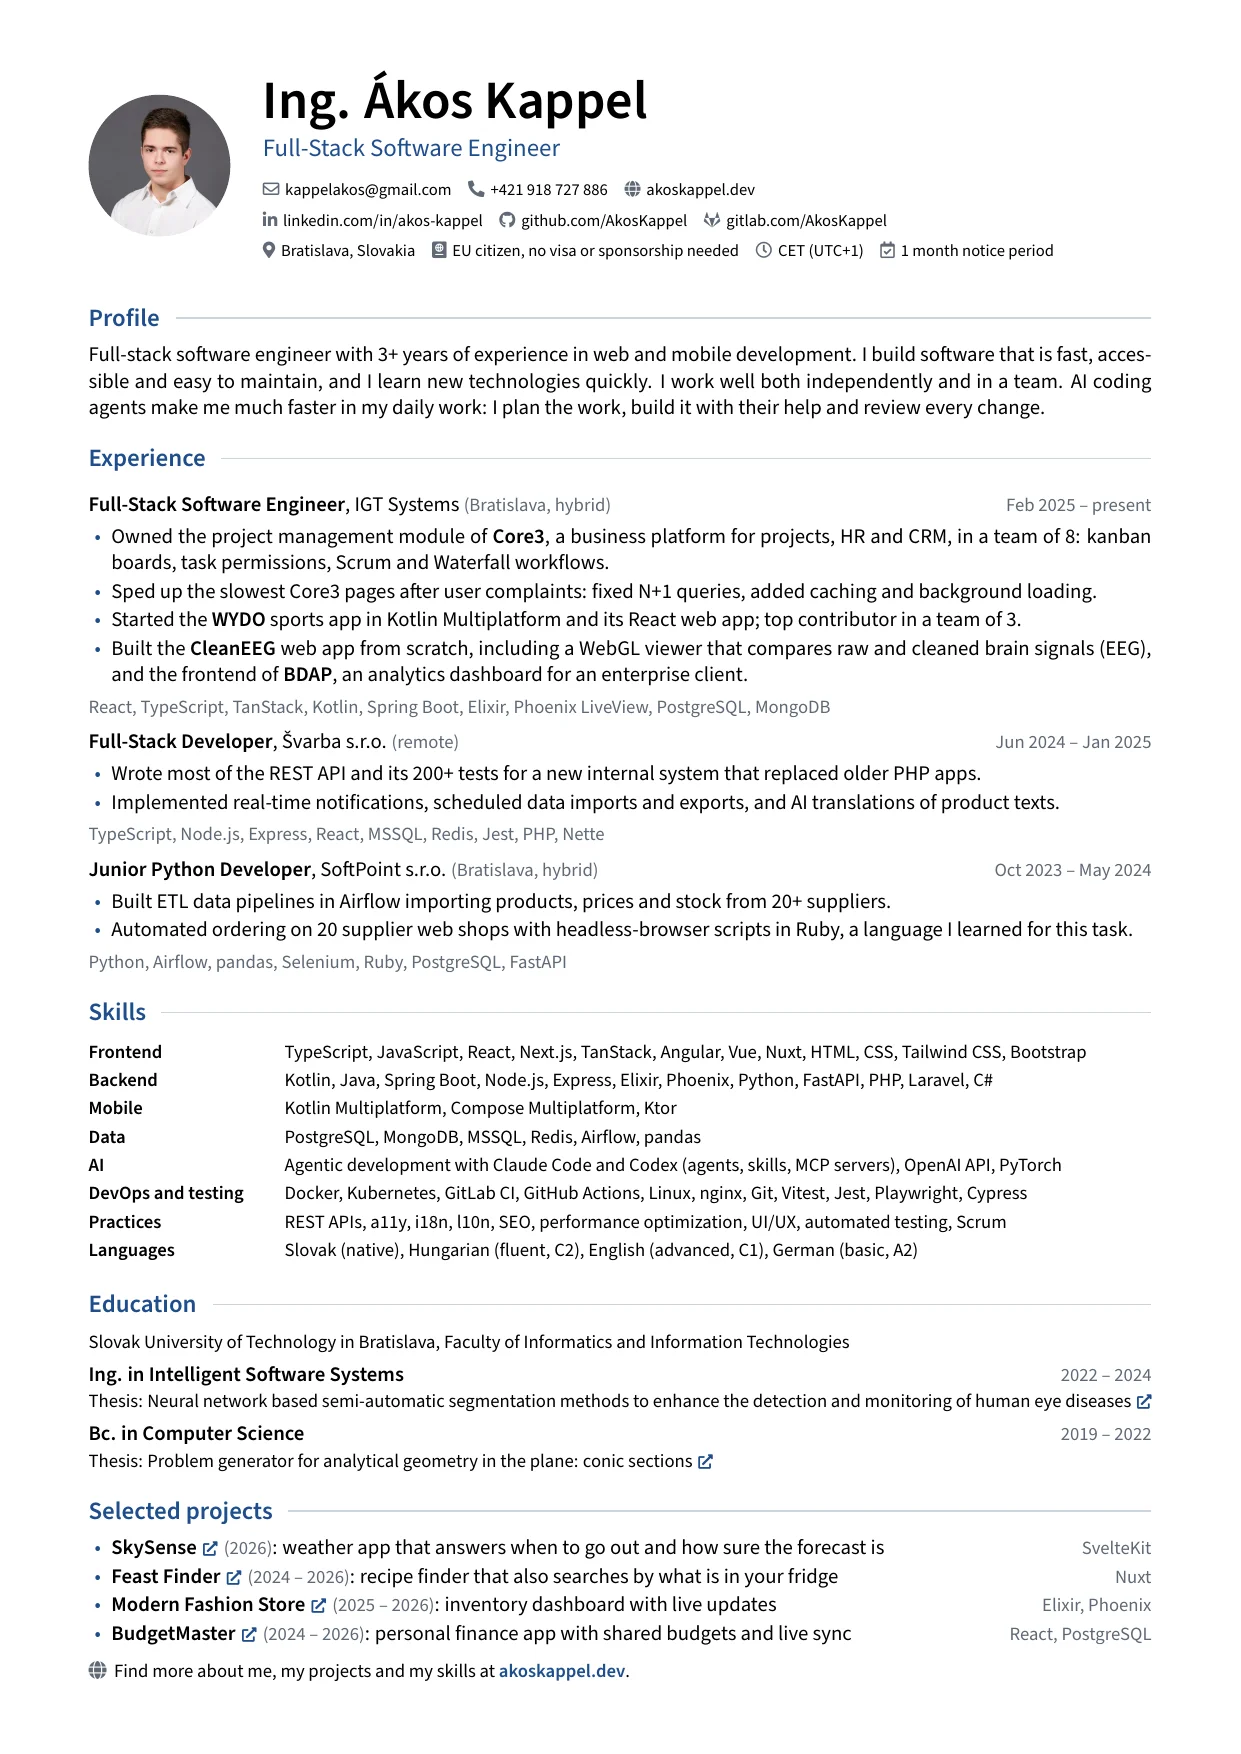 Ing. Ákos Kappel
Full-Stack Software Engineer
kappelakos@gmail.com +421 918 727 886 akoskappel.dev
linkedin.com/in/akos-kappel github.com/AkosKappel gitlab.com/AkosKappel
Bratislava, Slovakia EU citizen, no visa or sponsorship needed CET (UTC+1) 1 month notice period
Profile
Full-stack software engineer with 3+ years of experience in web and mobile development. I build software that is fast, acces-
sible and easy to maintain, and I learn new technologies quickly. I work well both independently and in a team. AI coding
agents make me much faster in my daily work: I plan the work, build it with their help and review every change.
Experience
Full-Stack Software Engineer, IGT Systems (Bratislava, hybrid) Feb 2025 – present
• Owned the project management module of Core3, a business platform for projects, HR and CRM, in a team of 8: kanban
boards, task permissions, Scrum and Waterfall workflows.
• Sped up the slowest Core3 pages after user complaints: fixed N+1 queries, added caching and background loading.
• Started the WYDO sports app in Kotlin Multiplatform and its React web app; top contributor in a team of 3.
• Built the CleanEEG web app from scratch, including a WebGL viewer that compares raw and cleaned brain signals (EEG),
and the frontend of BDAP, an analytics dashboard for an enterprise client.
React, TypeScript, TanStack, Kotlin, Spring Boot, Elixir, Phoenix LiveView, PostgreSQL, MongoDB
Full-Stack Developer, Švarba s.r.o. (remote) Jun 2024 – Jan 2025
• Wrote most of the REST API and its 200+ tests for a new internal system that replaced older PHP apps.
• Implemented real-time notifications, scheduled data imports and exports, and AI translations of product texts.
TypeScript, Node.js, Express, React, MSSQL, Redis, Jest, PHP, Nette
Junior Python Developer, SoftPoint s.r.o. (Bratislava, hybrid) Oct 2023 – May 2024
• Built ETL data pipelines in Airflow importing products, prices and stock from 20+ suppliers.
• Automated ordering on 20 supplier web shops with headless-browser scripts in Ruby, a language I learned for this task.
Python, Airflow, pandas, Selenium, Ruby, PostgreSQL, FastAPI
Skills
Frontend TypeScript, JavaScript, React, Next.js, TanStack, Angular, Vue, Nuxt, HTML, CSS, Tailwind CSS, Bootstrap
Backend Kotlin, Java, Spring Boot, Node.js, Express, Elixir, Phoenix, Python, FastAPI, PHP, Laravel, C#
Mobile Kotlin Multiplatform, Compose Multiplatform, Ktor
Data PostgreSQL, MongoDB, MSSQL, Redis, Airflow, pandas
AI Agentic development with Claude Code and Codex (agents, skills, MCP servers), OpenAI API, PyTorch
DevOps and testing Docker, Kubernetes, GitLab CI, GitHub Actions, Linux, nginx, Git, Vitest, Jest, Playwright, Cypress
Practices REST APIs, a11y, i18n, l10n, SEO, performance optimization, UI/UX, automated testing, Scrum
Languages Slovak (native), Hungarian (fluent, C2), English (advanced, C1), German (basic, A2)
Education
Slovak University of Technology in Bratislava, Faculty of Informatics and Information Technologies
Ing. in Intelligent Software Systems 2022 – 2024
Thesis: Neural network based semi-automatic segmentation methods to enhance the detection and monitoring of human eye diseases
Bc. in Computer Science 2019 – 2022
Thesis: Problem generator for analytical geometry in the plane: conic sections
Selected projects
• SkySense (2026): weather app that answers when to go out and how sure the forecast is SvelteKit
• Feast Finder (2024 – 2026): recipe finder that also searches by what is in your fridge Nuxt
• Modern Fashion Store (2025 – 2026): inventory dashboard with live updates Elixir, Phoenix
• BudgetMaster (2024 – 2026): personal finance app with shared budgets and live sync React, PostgreSQL
Find more about me, my projects and my skills at akoskappel.dev.